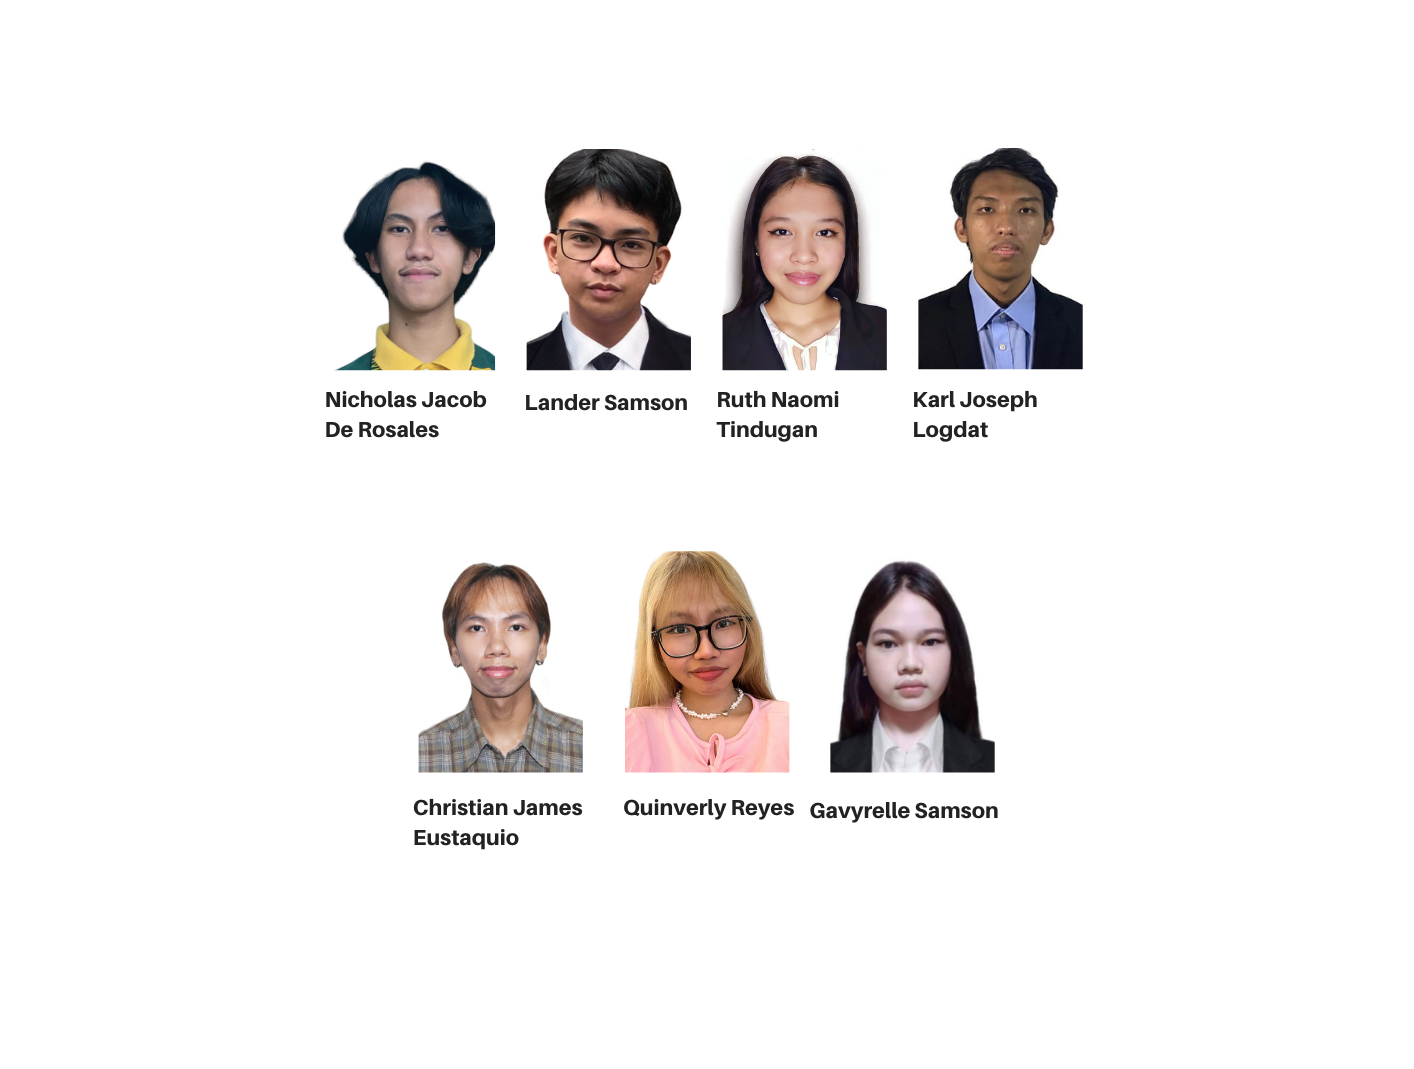 Nicholas Jacob
De Rosales
Lander Samson
Ruth Naomi
Tindugan
Karl Joseph
Logdat
Christian James
Eustaquio
Quinverly Reyes
Gavyrelle Samson